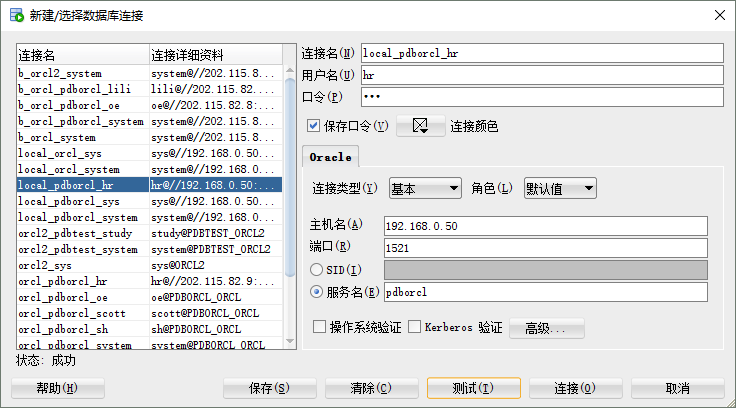 新建/选择数据库连接
连接名 连接详细资料
b_orcl2_system system@//202.115.8...
b_orcl_pdborcl_lili lili@//202.115.82....
b_orcl_pdborcl_oe oe@//202.115.82.8:...
b_orcl_pdborcl_system system@//202.115.8...
b_orcl_system system@//202.115.8...
local_orcl_sys sys@//192.168.0.50...
local_orcl_system system@//192.168.0...
local_pdborcl_hr hr@//192.168.0.50:...
local_pdborcl_sys sys@//192.168.0.50...
local_pdborcl_system system@//192.168.0...
orcl2_pdbtest_study study@PDBTEST_ORCL2
orcl2_pdbtest_system system@PDBTEST_ORCL2
orcl2_sys sys@ORCL2
orcl_pdborcl_hr hr@//202.115.82.9:...
orcl_pdborcl_oe oe@PDBORCL_ORCL
orcl_pdborcl_scott scott@PDBORCL_ORCL
orcl_pdborcl_sh sh@PDBORCL_ORCL
orcl_pdborcl_system system@PDBORCL_ORCL
状态: 成功
连接名(N) local_pdborcl_hr
用户名(U) hr
口令(P) •••
保存口令(V) 连接颜色
Oracle
连接类型(Y) 基本 角色(L) 默认值
主机名(A) 192.168.0.50
端口(R) 1521
SID(I)
服务名(E) pdborcl
操作系统验证 Kerberos 验证 高级...
帮助(H) 保存(S) 清除(C) 测试(T) 连接(O) 取消